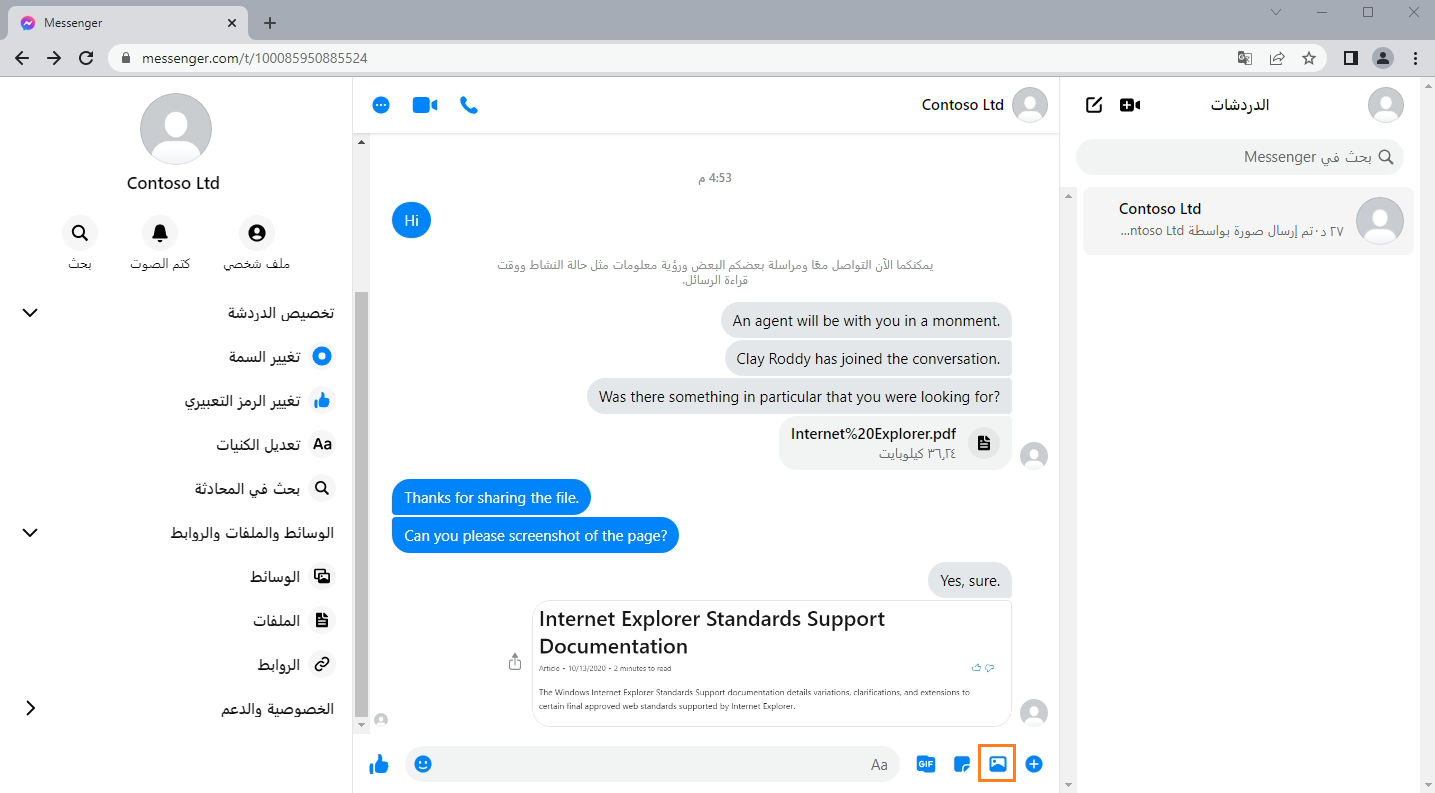 Messenger
messenger.com/t/100085950885524
Contoso Ltd
ملف شخصي
كتم الصوت
بحث
تخصيص الدردشة
تغيير السمة
تغيير الرمز التعبيري
Aa تعديل الكنيات
بحث في المحادثة
الوسائط والملفات والروابط
الوسائط
الملفات
الروابط
الخصوصية والدعم
Contoso Ltd
4:53 م
Hi
يمكنكما الآن التواصل معًا ومراسلة بعضكم البعض ورؤية معلومات مثل حالة النشاط ووقت
قراءة الرسائل.
An agent will be with you in a monment.
Clay Roddy has joined the conversation.
Was there something in particular that you were looking for?
Internet%20Explorer.pdf
٣٦٫٢٤ كيلوبايت
Thanks for sharing the file.
Can you please screenshot of the page?
Yes, sure.
Internet Explorer Standards Support
Documentation
Article • 10/13/2020 • 2 minutes to read
The Windows Internet Explorer Standards Support documentation details variations, clarifications, and extensions to
certain final approved web standards supported by Internet Explorer.
Aa
GIF
الدردشات
بحث في Messenger
Contoso Ltd
تم إرسال صورة بواسطة Contoso Ltd... · ٢٧ د